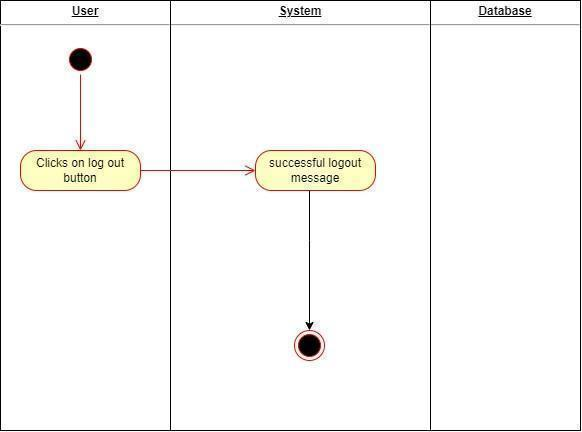 User
System
Database
Clicks on log out
button
successful logout
message